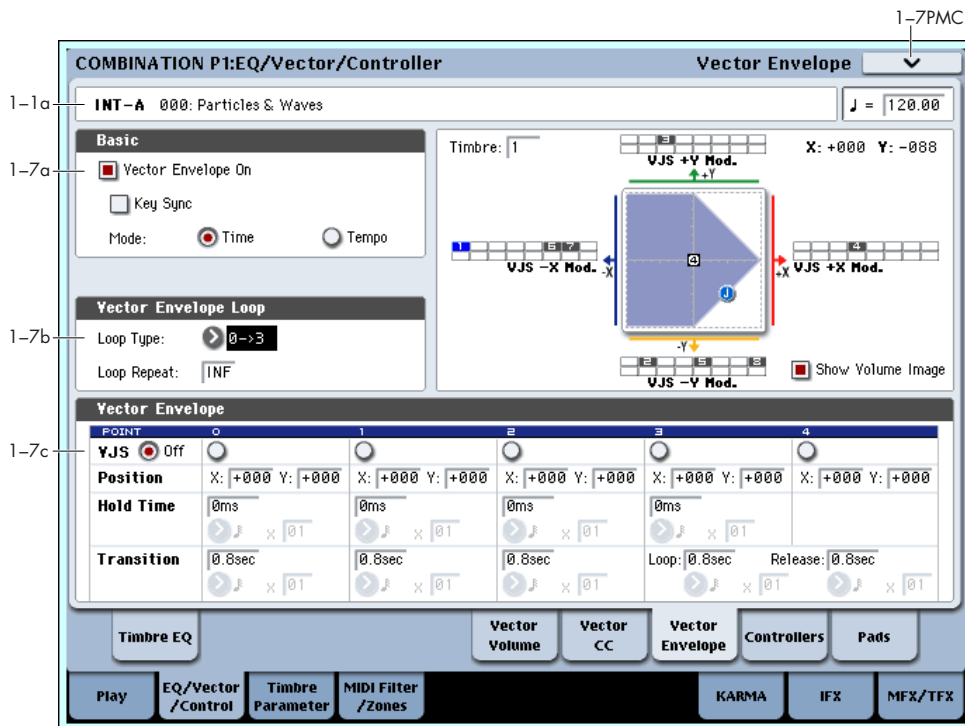 1–7PMC
COMBINATION P1:EQ/Vector/Controller Vector Envelope
1–1a
INT-A 000: Particles & Waves ♩ = 120.00
Basic
1–7a
Vector Envelope On
Key Sync
Mode: Time Tempo
Timbre: 1
3
VJS +Y Mod.
+Y
X: +000 Y: -088
1 6 7
VJS -X Mod. -X
4
J
4
+X VJS +X Mod.
-Y
2 5 8
VJS -Y Mod.
Show Volume Image
Vector Envelope Loop
1–7b
Loop Type: 0->3
Loop Repeat: INF
Vector Envelope
POINT 0 1 2 3 4
1–7c
VJS Off
Position X: +000 Y: +000 X: +000 Y: +000 X: +000 Y: +000 X: +000 Y: +000 X: +000 Y: +000
Hold Time 0ms 0ms 0ms 0ms
x 01 x 01 x 01 x 01
Transition 0.8sec 0.8sec 0.8sec Loop: 0.8sec Release: 0.8sec
x 01 x 01 x 01 x 01 x 01
Timbre EQ Vector Volume Vector CC Vector Envelope Controllers Pads
Play EQ/Vector /Control Timbre Parameter MIDI Filter /Zones KARMA IFX MFX/TFX